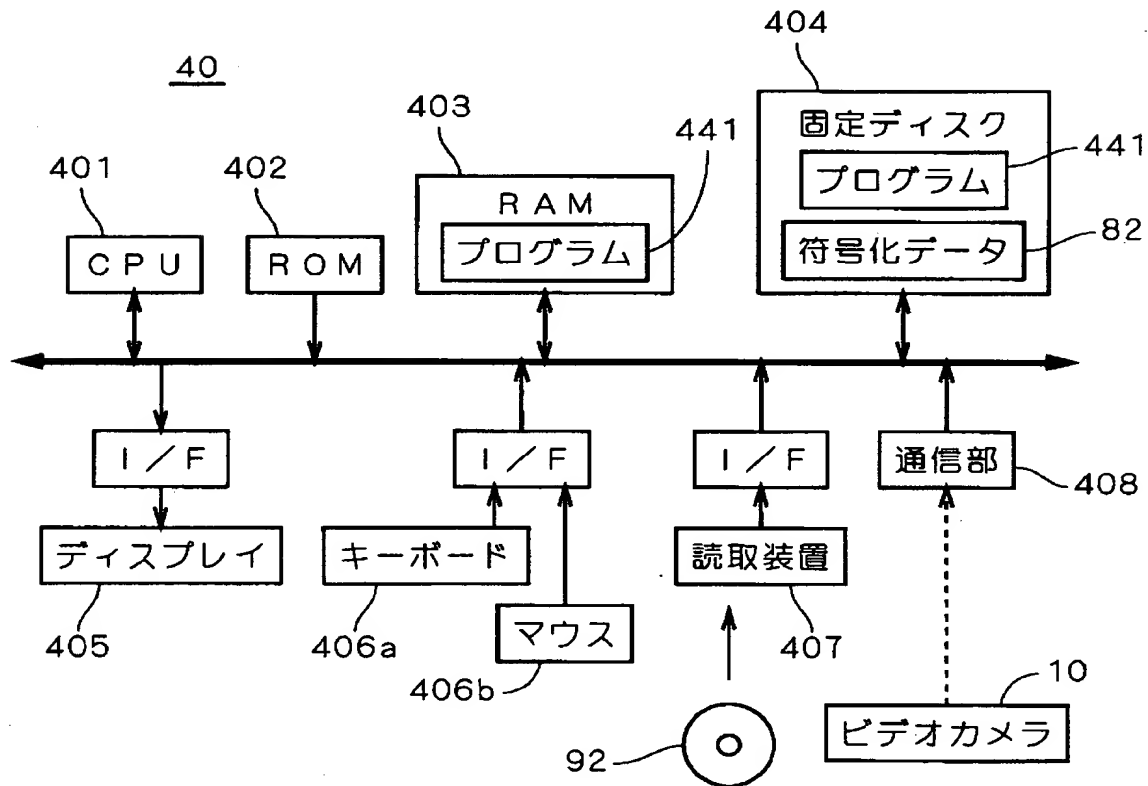 40
401
CPU
402
ROM
403
RAM
441
プログラム
404
固定ディスク
441
プログラム
82
符号化データ
I/F
ディスプレイ
405
I/F
キーボード
406a
マウス
406b
I/F
読取装置
407
92
通信部
408
10
ビデオカメラ